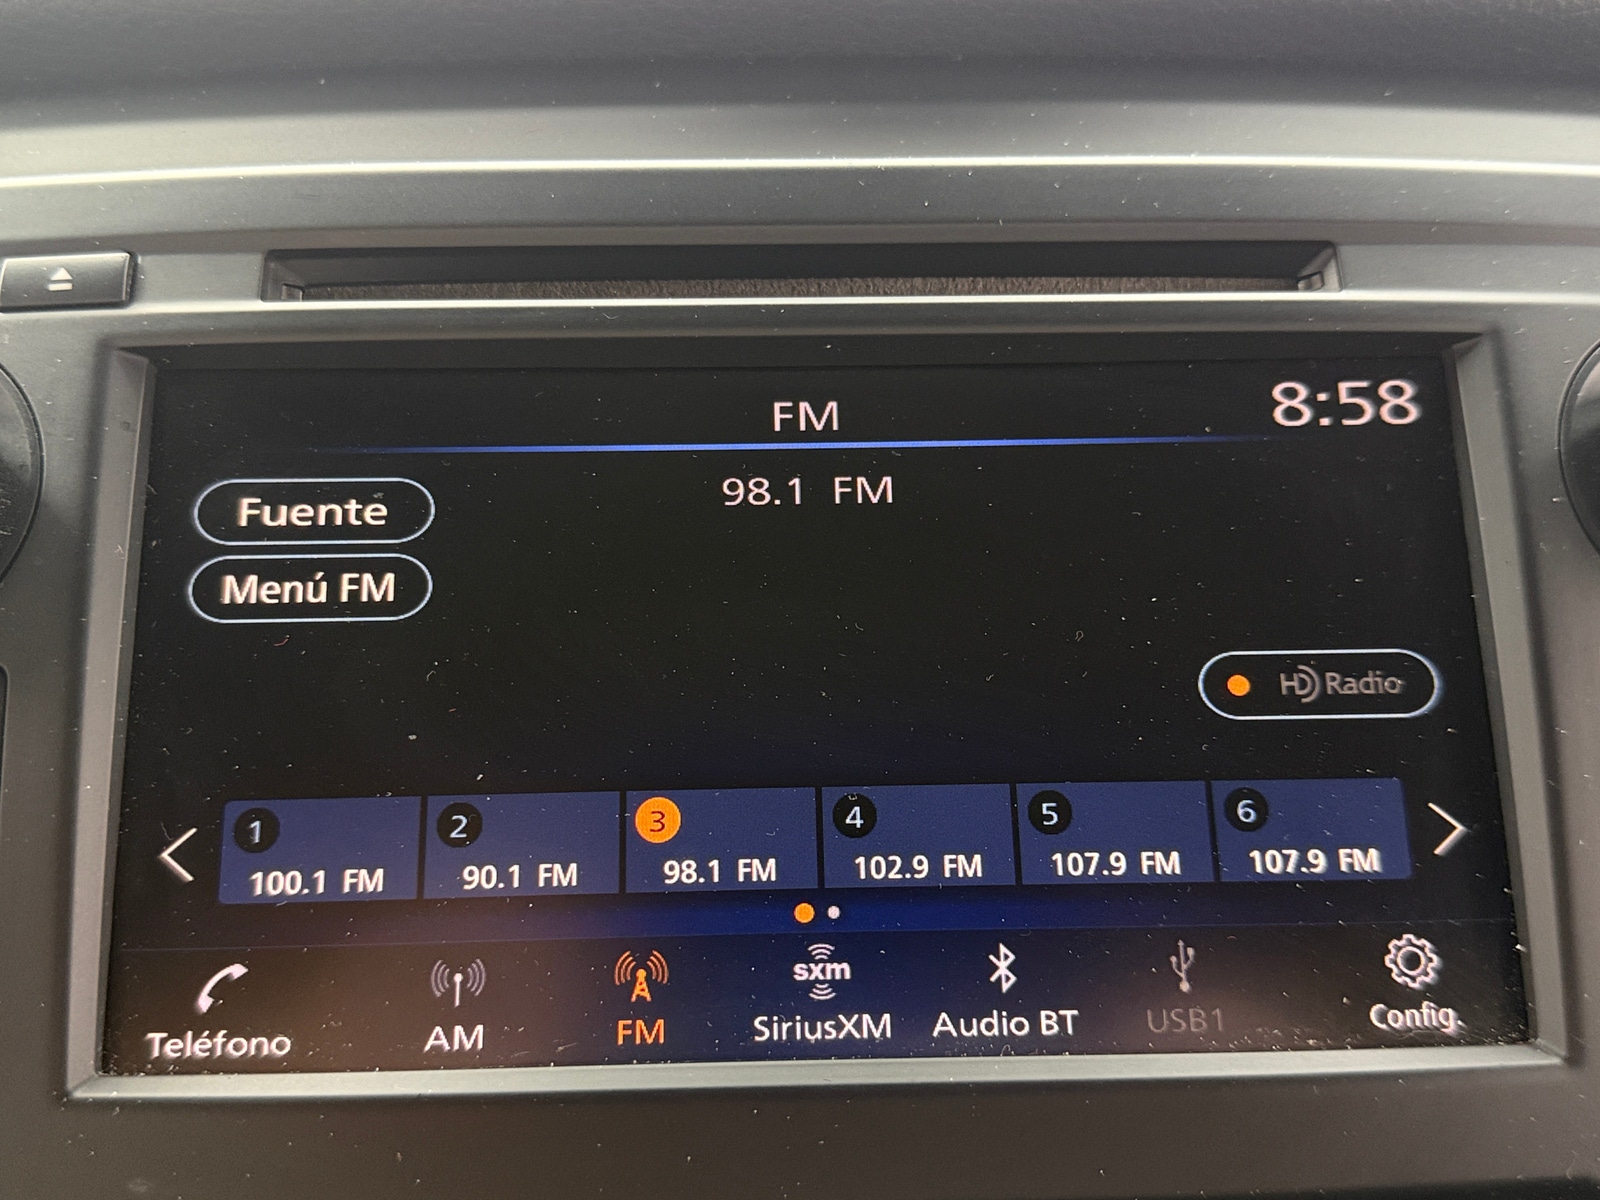 FM
8:58
98.1 FM
Fuente
Menú FM
HD Radio
1
100.1 FM
2
90.1 FM
3
98.1 FM
4
102.9 FM
5
107.9 FM
6
107.9 FM
sxm
Teléfono
AM
FM
SiriusXM
Audio BT
USB1
Config.